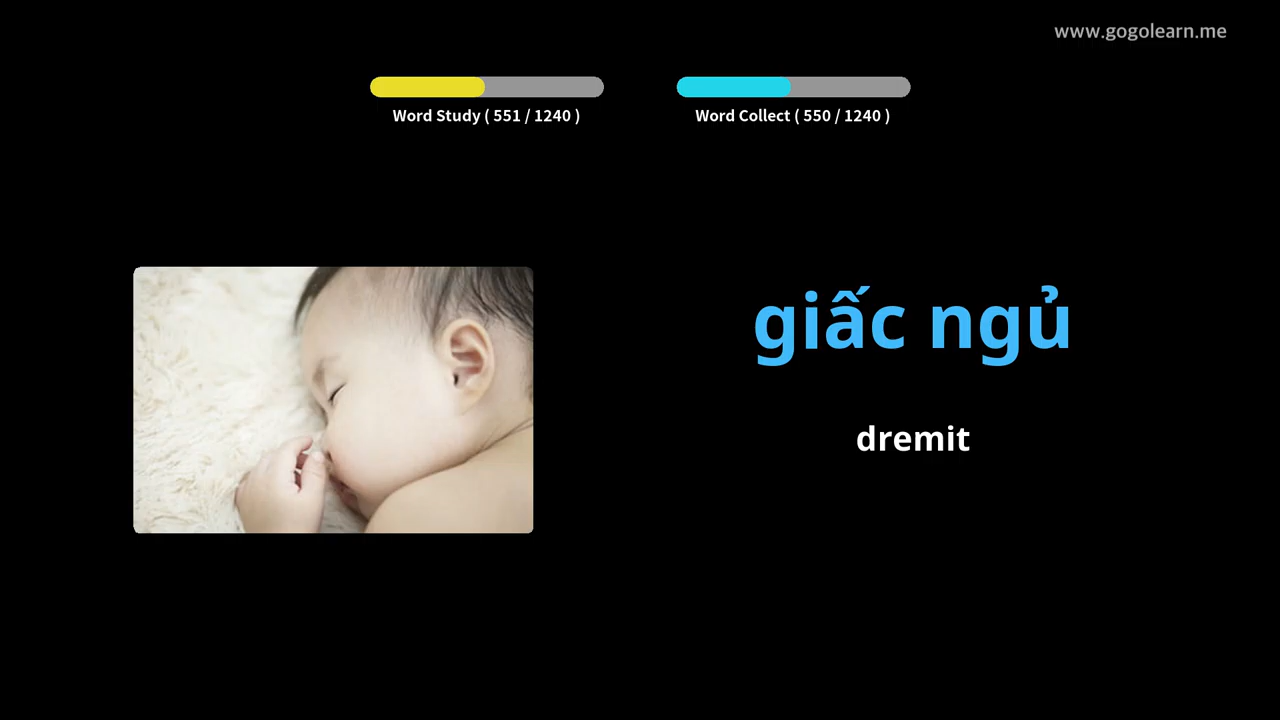 www.gogolearn.me
Word Study ( 551 / 1240 )
Word Collect ( 550 / 1240 )
giấc ngủ
dremit